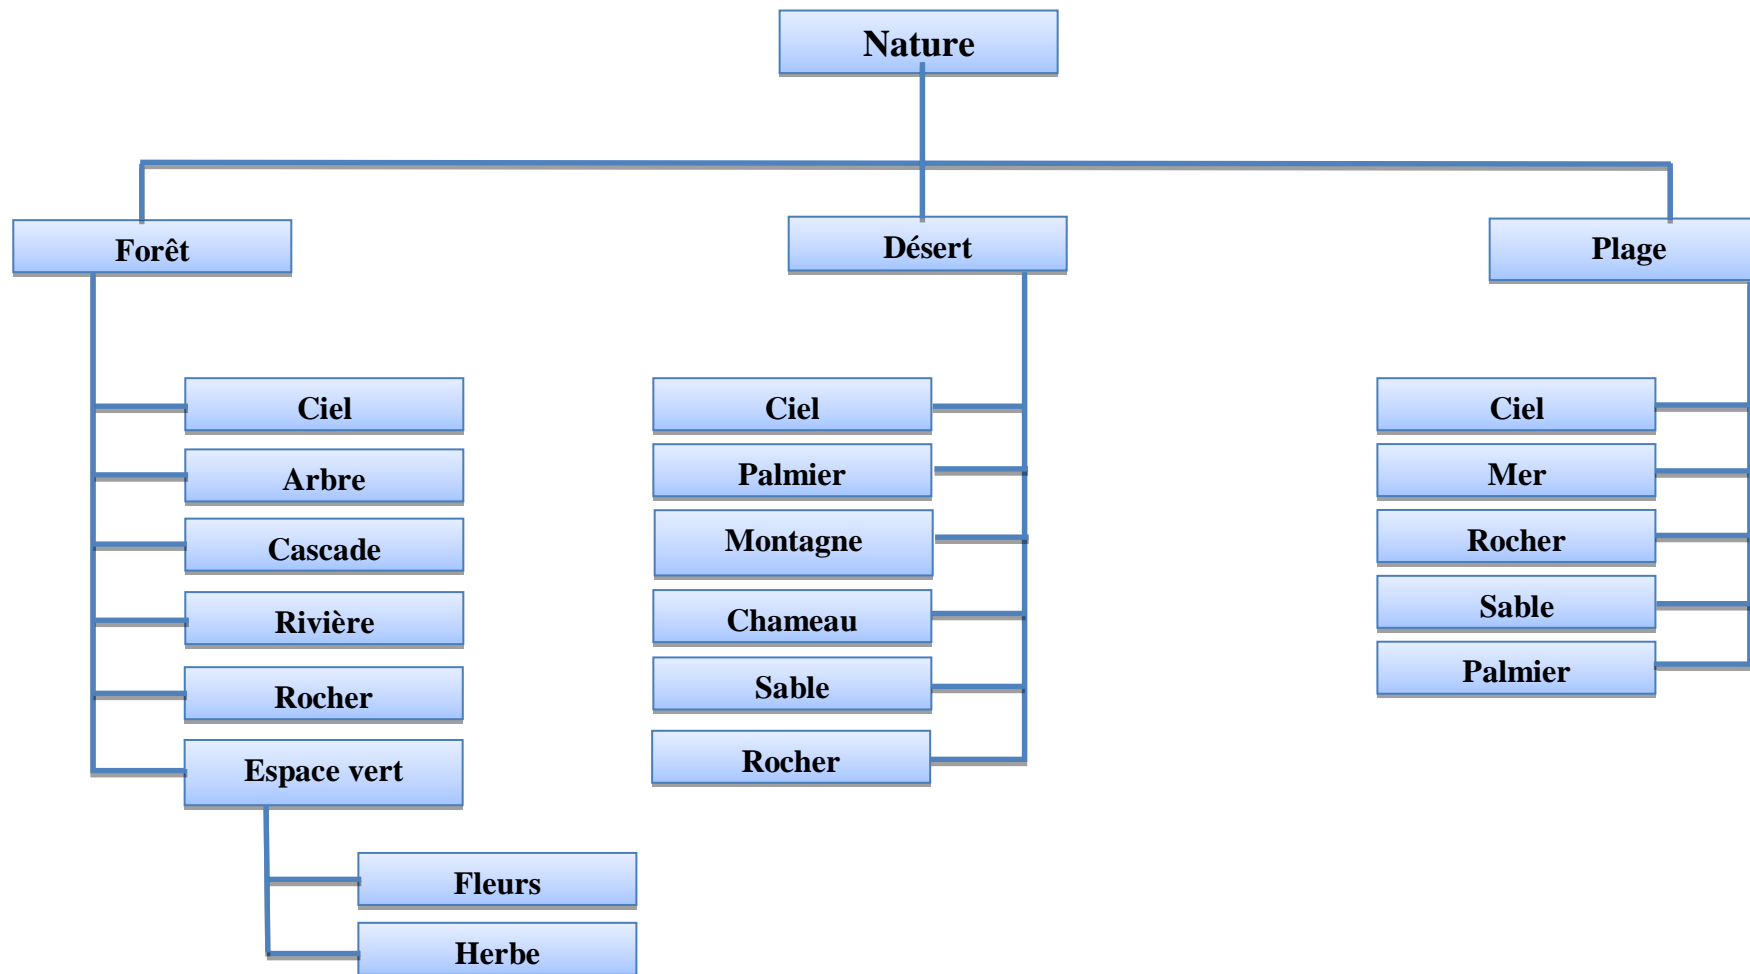 Nature
Forêt
Désert
Plage
Ciel
Arbre
Cascade
Rivière
Rocher
Espace vert
Fleurs
Herbe
Ciel
Palmier
Montagne
Chameau
Sable
Rocher
Ciel
Mer
Rocher
Sable
Palmier